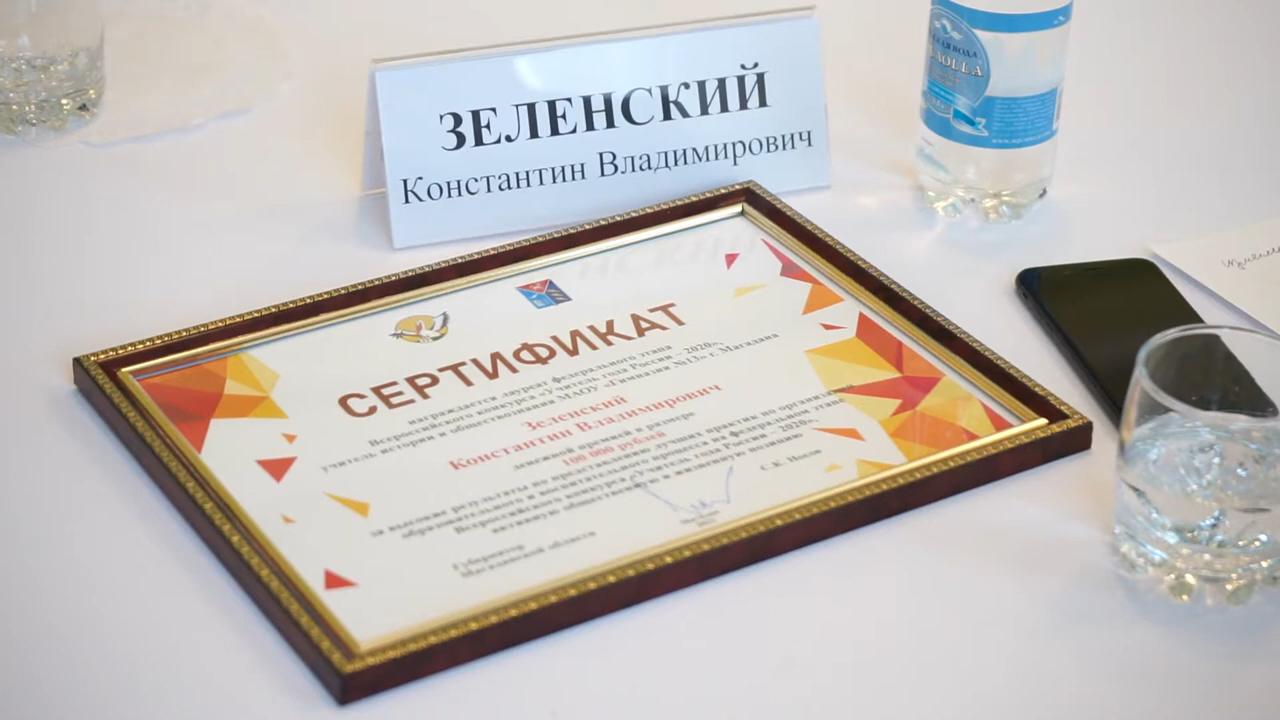 ЗЕЛЕНСКИЙ
Константин Владимирович
СЕРТИФИКАТ
награждается лауреат федерального этапа
Всероссийского конкурса «Учитель года России – 2020»,
учитель истории и обществознания МАОУ «Гимназия №13» г. Магадана
Зеленский
Константин Владимирович
денежной премией в размере
100 000 рублей
за высокие результаты по представлению лучших практик по организации
образовательного и воспитательного процесса на федеральном этапе
Всероссийского конкурса «Учитель года России – 2020»,
активную общественную и жизненную позицию
Губернатор
Магаданской области
С.К. Носов
ВОДА